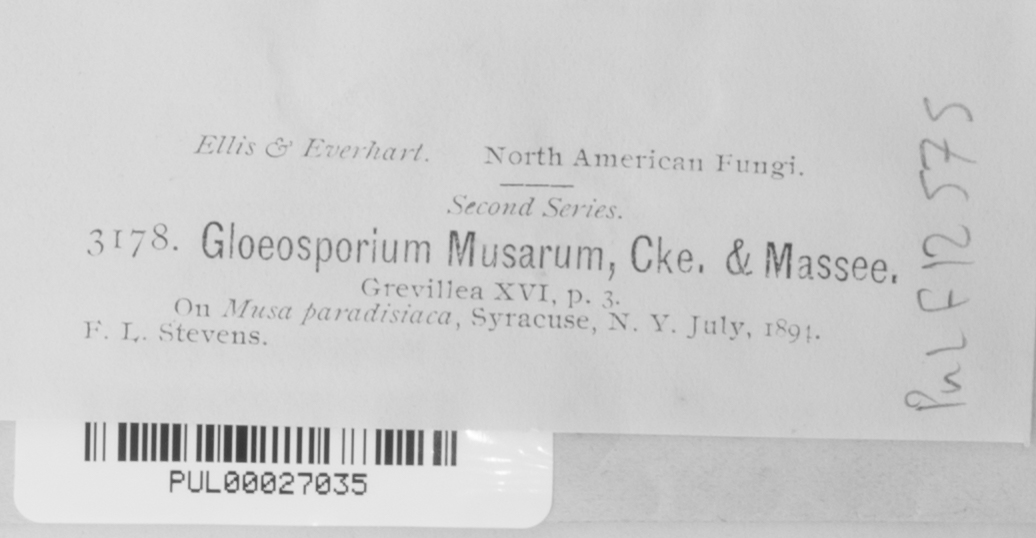 Ellis & Everhart. North American Fungi.
Second Series.
3178. Gloeosporium Musarum, Cke. & Massee.
Grevillea XVI, p. 3.
On Musa paradisiaca, Syracuse, N. Y. July, 1894.
F. L. Stevens.
PUL00027035
PuL F12575